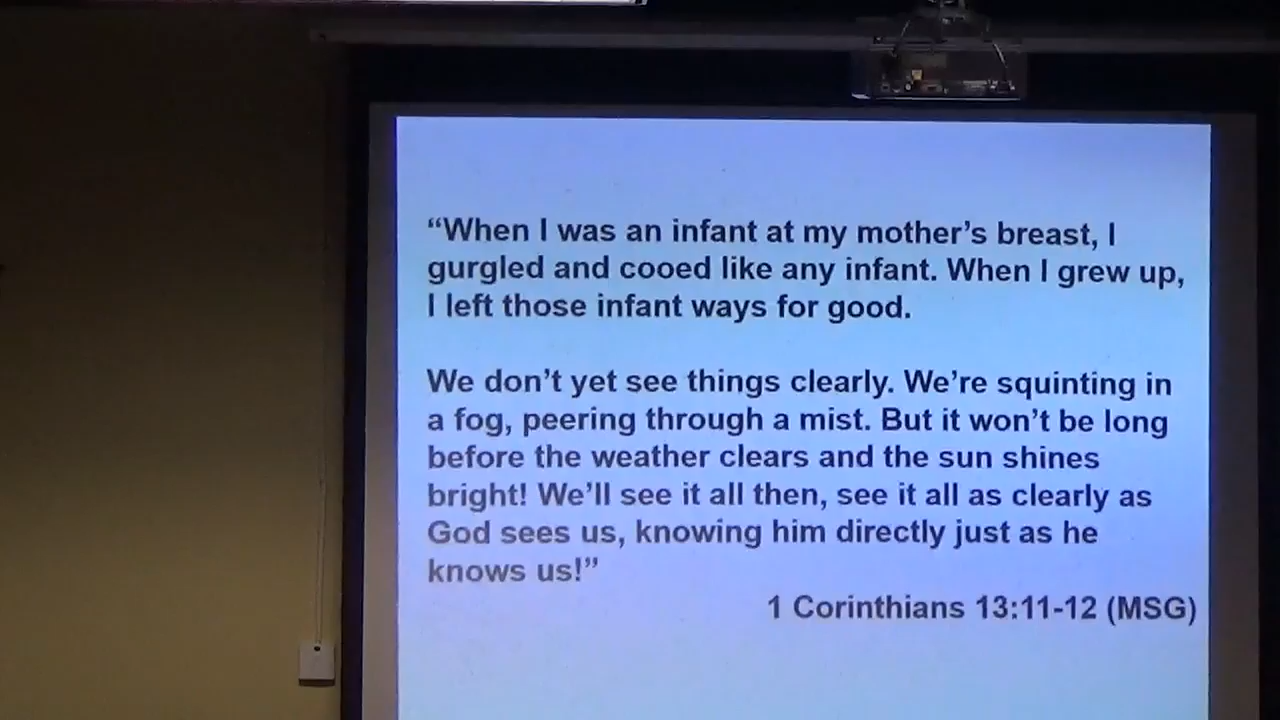 “When I was an infant at my mother’s breast, I
gurgled and cooed like any infant. When I grew up,
I left those infant ways for good.
We don’t yet see things clearly. We’re squinting in
a fog, peering through a mist. But it won’t be long
before the weather clears and the sun shines
bright! We’ll see it all then, see it all as clearly as
God sees us, knowing him directly just as he
knows us!”
1 Corinthians 13:11-12 (MSG)